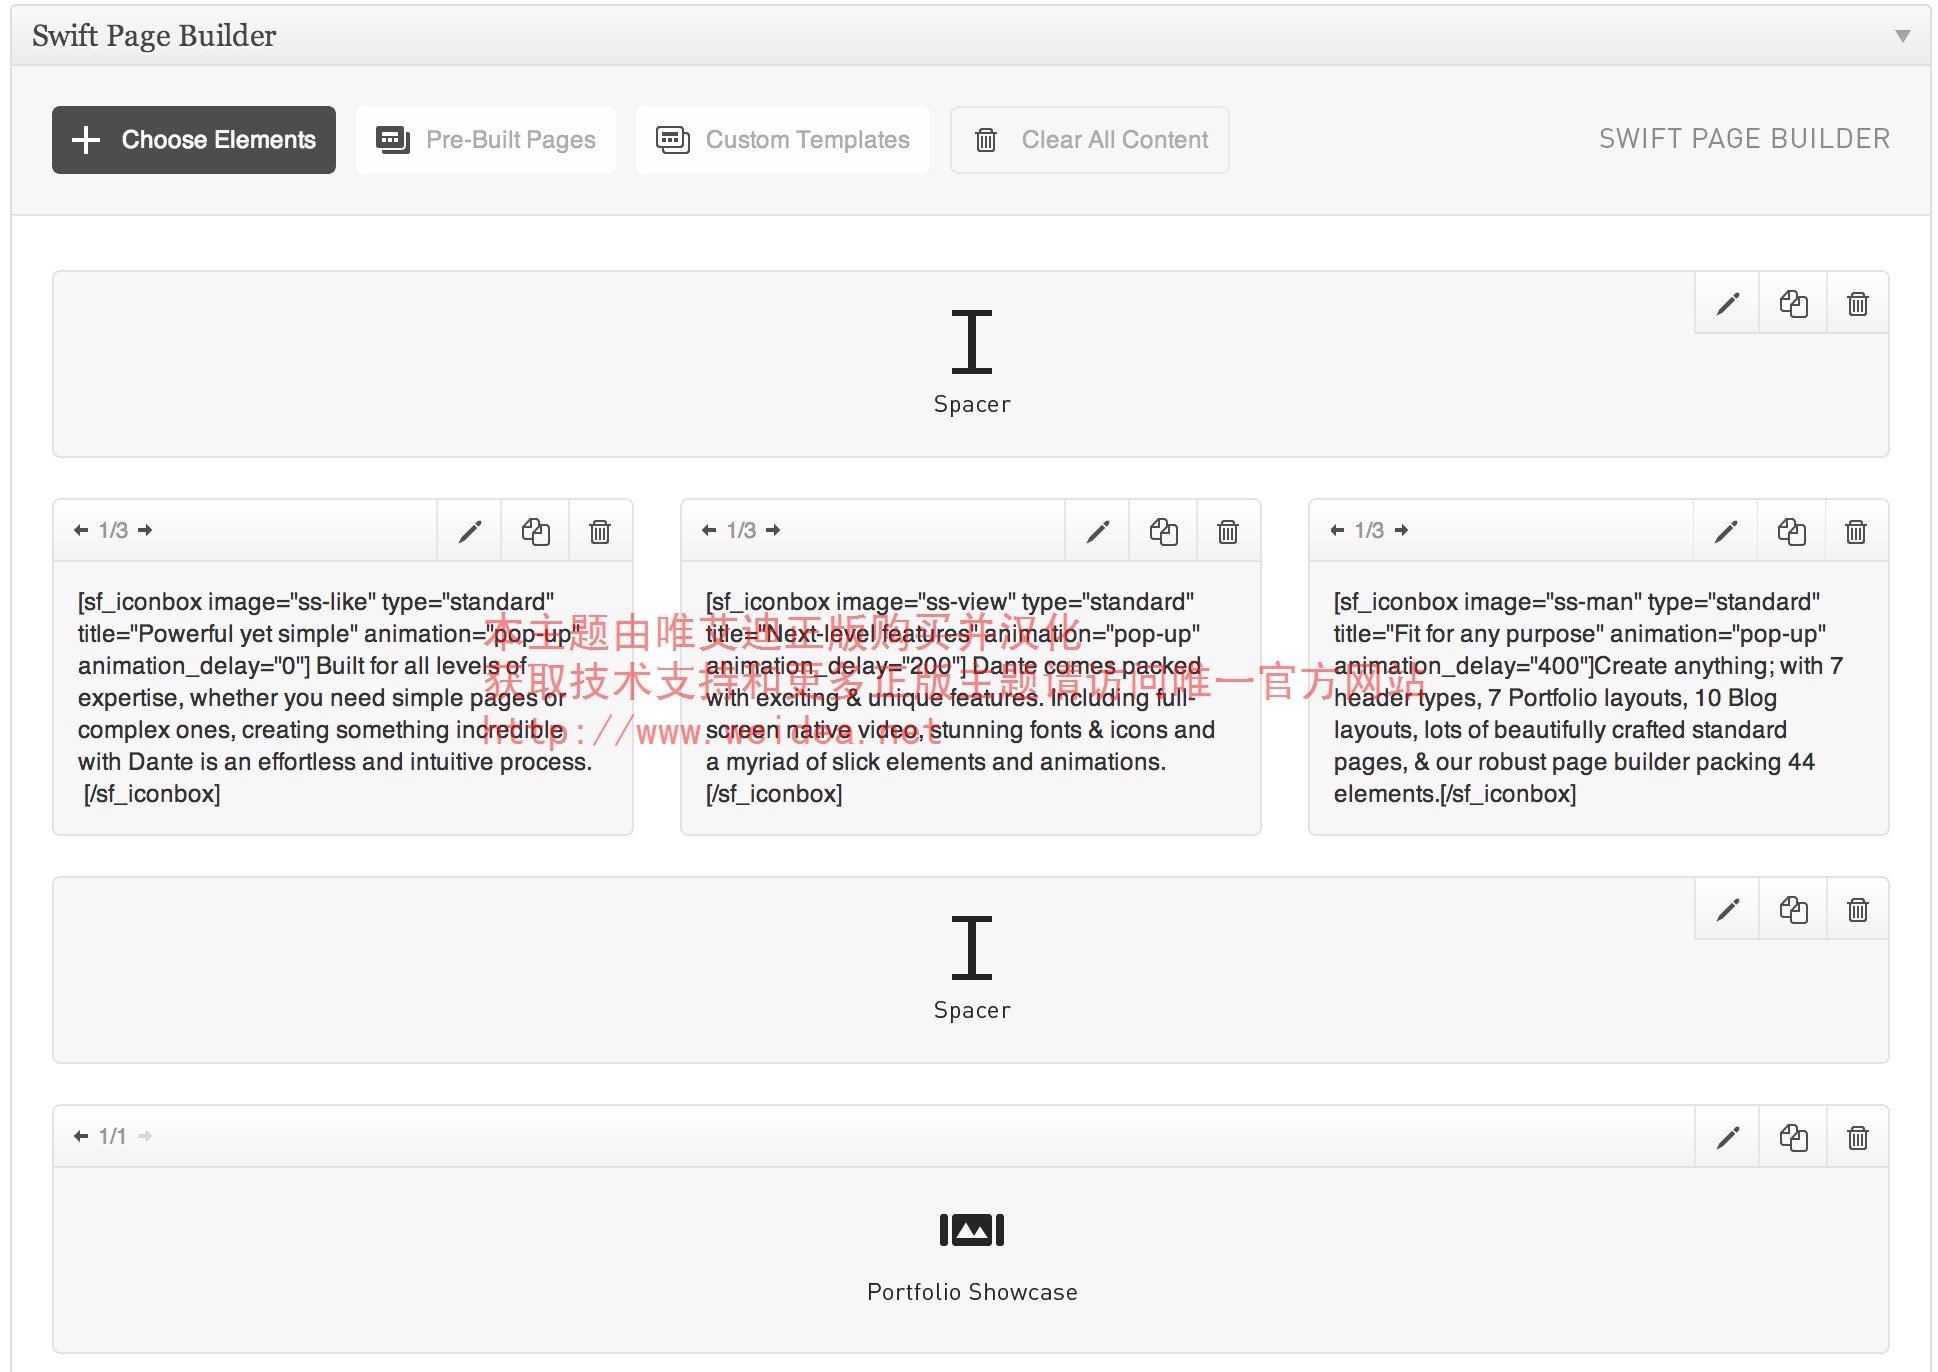 Swift Page Builder
Choose Elements
Pre-Built Pages
Custom Templates
Clear All Content
SWIFT PAGE BUILDER
Spacer
1/3
[sf_iconbox image="ss-like" type="standard"
title="Powerful yet simple" animation="pop-up"
animation_delay="0"] Built for all levels of
expertise, whether you need simple pages or
complex ones, creating something incredible
with Dante is an effortless and intuitive process.
[/sf_iconbox]
1/3
[sf_iconbox image="ss-view" type="standard"
title="Next-level features" animation="pop-up"
animation_delay="200"] Dante comes packed
with exciting & unique features. Including full-
screen native video, stunning fonts & icons and
a myriad of slick elements and animations.
[/sf_iconbox]
1/3
[sf_iconbox image="ss-man" type="standard"
title="Fit for any purpose" animation="pop-up"
animation_delay="400"]Create anything; with 7
header types, 7 Portfolio layouts, 10 Blog
layouts, lots of beautifully crafted standard
pages, & our robust page builder packing 44
elements.[/sf_iconbox]
本主题由唯艾迪正版购买并汉化
获取技术支持和更多正版主题请访问唯一官方网站
http://www.weidea.net
Spacer
1/1
Portfolio Showcase